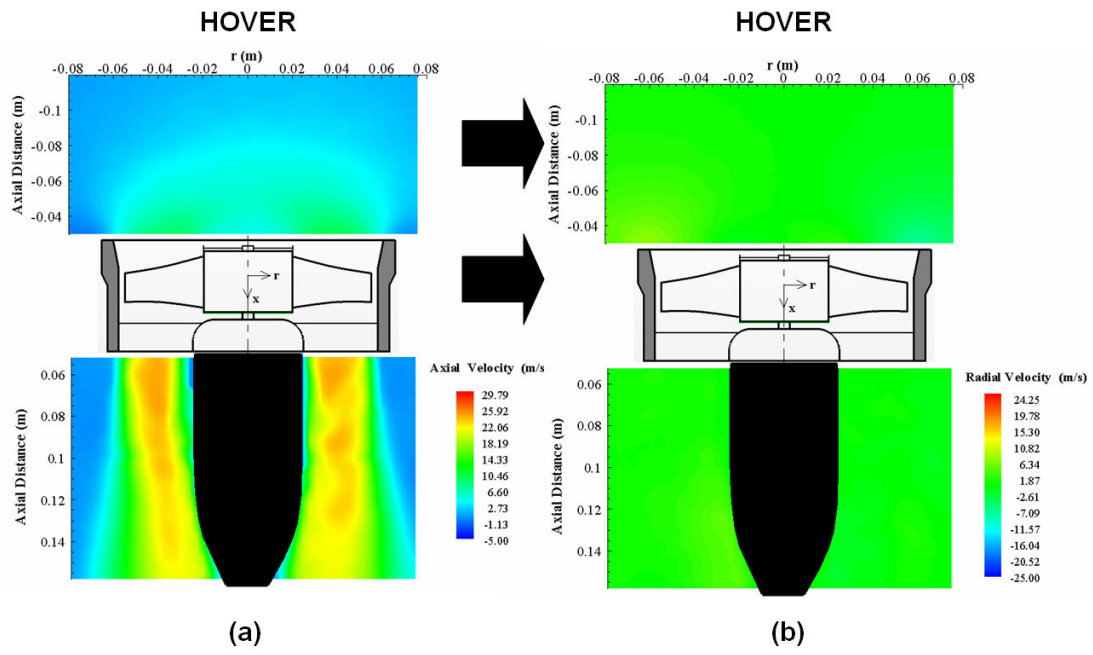 HOVER
r (m)
-0.08 -0.06 -0.04 -0.02 0 0.02 0.04 0.06 0.08
Axial Distance (m)
-0.1
-0.08
-0.06
-0.04
r
x
Axial Distance (m)
0.06
0.08
0.1
0.12
0.14
Axial Velocity (m/s
29.79
25.92
22.06
18.19
14.33
10.46
6.60
2.73
-1.13
-5.00
(a)
HOVER
r (m)
-0.08 -0.06 -0.04 -0.02 0 0.02 0.04 0.06 0.08
Axial Distance (m)
-0.1
-0.08
-0.06
-0.04
r
x
Axial Distance (m)
0.06
0.08
0.1
0.12
0.14
Radial Velocity (m/s)
24.25
19.78
15.30
10.82
6.34
1.87
-2.61
-7.09
-11.57
-16.04
-20.52
-25.00
(b)